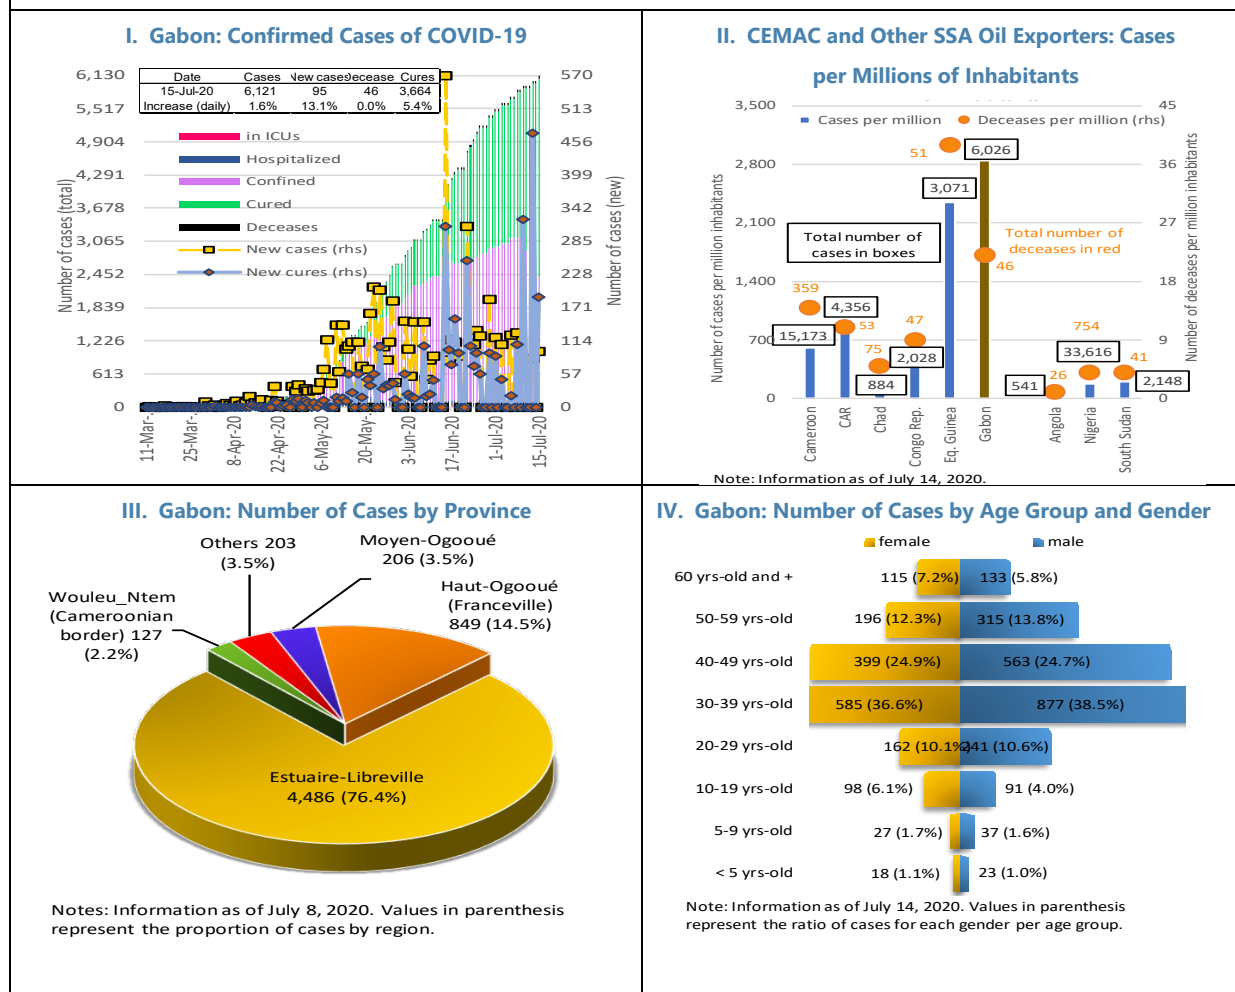 I. Gabon: Confirmed Cases of COVID-19
Date Cases New cases Decease Cures
15-Jul-20 6,121 95 46 3,664
Increase (daily) 1.6% 13.1% 0.0% 5.4%
6,130
5,517
4,904
4,291
3,678
3,065
2,452
1,839
1,226
613
0
Number of cases (total)
in ICUs
Hospitalized
Confined
Cured
Deceases
New cases (rhs)
New cures (rhs)
570
513
456
399
342
285
228
171
114
57
0
Number of cases (new)
11-Mar-
25-Mar-
8-Apr-20
22-Apr-20
6-May-20
20-May-
3-Jun-20
17-Jun-20
1-Jul-20
15-Jul-20
II. CEMAC and Other SSA Oil Exporters: Cases
per Millions of Inhabitants
3,500
2,800
2,100
1,400
700
0
Number of cases per million inhabitants
Cases per million
Deceases per million (rhs)
45
36
27
18
9
0
Number of deceases per million inhabitants
Total number of
cases in boxes
Total number of
deceases in red
359
15,173
4,356
53
75
884
47
2,028
51
3,071
6,026
46
541
26
754
33,616
41
2,148
Cameroon
CAR
Chad
Congo Rep.
Eq. Guinea
Gabon
Angola
Nigeria
South Sudan
Note: Information as of July 14, 2020.
III. Gabon: Number of Cases by Province
Others 203
(3.5%)
Moyen-Ogooué
206 (3.5%)
Wouleu_Ntem
(Cameroonian
border) 127
(2.2%)
Haut-Ogooué
(Franceville)
849 (14.5%)
Estuaire-Libreville
4,486 (76.4%)
Notes: Information as of July 8, 2020. Values in parenthesis
represent the proportion of cases by region.
IV. Gabon: Number of Cases by Age Group and Gender
female
male
60 yrs-old and + 115 (7.2%) 133 (5.8%)
50-59 yrs-old 196 (12.3%) 315 (13.8%)
40-49 yrs-old 399 (24.9%) 563 (24.7%)
30-39 yrs-old 585 (36.6%) 877 (38.5%)
20-29 yrs-old 162 (10.1%) 241 (10.6%)
10-19 yrs-old 98 (6.1%) 91 (4.0%)
5-9 yrs-old 27 (1.7%) 37 (1.6%)
< 5 yrs-old 18 (1.1%) 23 (1.0%)
Note: Information as of July 14, 2020. Values in parenthesis
represent the ratio of cases for each gender per age group.